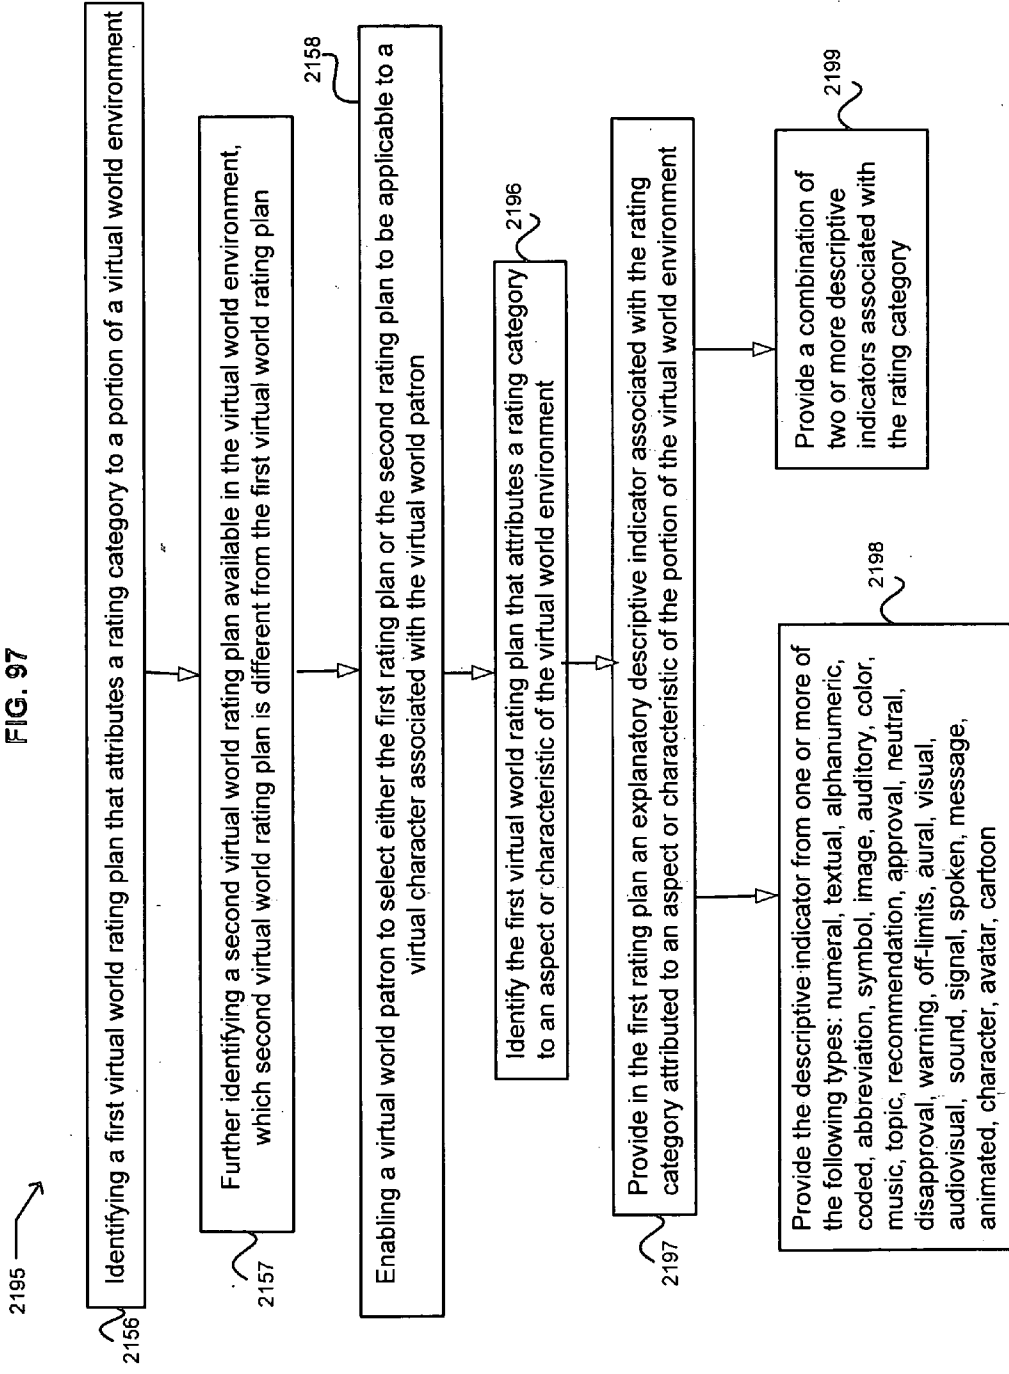 FIG. 97
2195
2156
Identifying a first virtual world rating plan that attributes a rating category to a portion of a virtual world environment
Further identifying a second virtual world rating plan available in the virtual world environment,
which second virtual world rating plan is different from the first virtual world rating plan
2157
2158
Enabling a virtual world patron to select either the first rating plan or the second rating plan to be applicable to a
virtual character associated with the virtual world patron
2196
Identify the first virtual world rating plan that attributes a rating category
to an aspect or characteristic of the virtual world environment
Provide in the first rating plan an explanatory descriptive indicator associated with the rating
category attributed to an aspect or characteristic of the portion of the virtual world environment
2197
Provide the descriptive indicator from one or more of
the following types: numeral, textual, alphanumeric,
coded, abbreviation, symbol, image, auditory, color,
music, topic, recommendation, approval, neutral,
disapproval, warning, off-limits, aural, visual,
audiovisual, sound, signal, spoken, message,
animated, character, avatar, cartoon
2198
Provide a combination of
two or more descriptive
indicators associated with
the rating category
2199